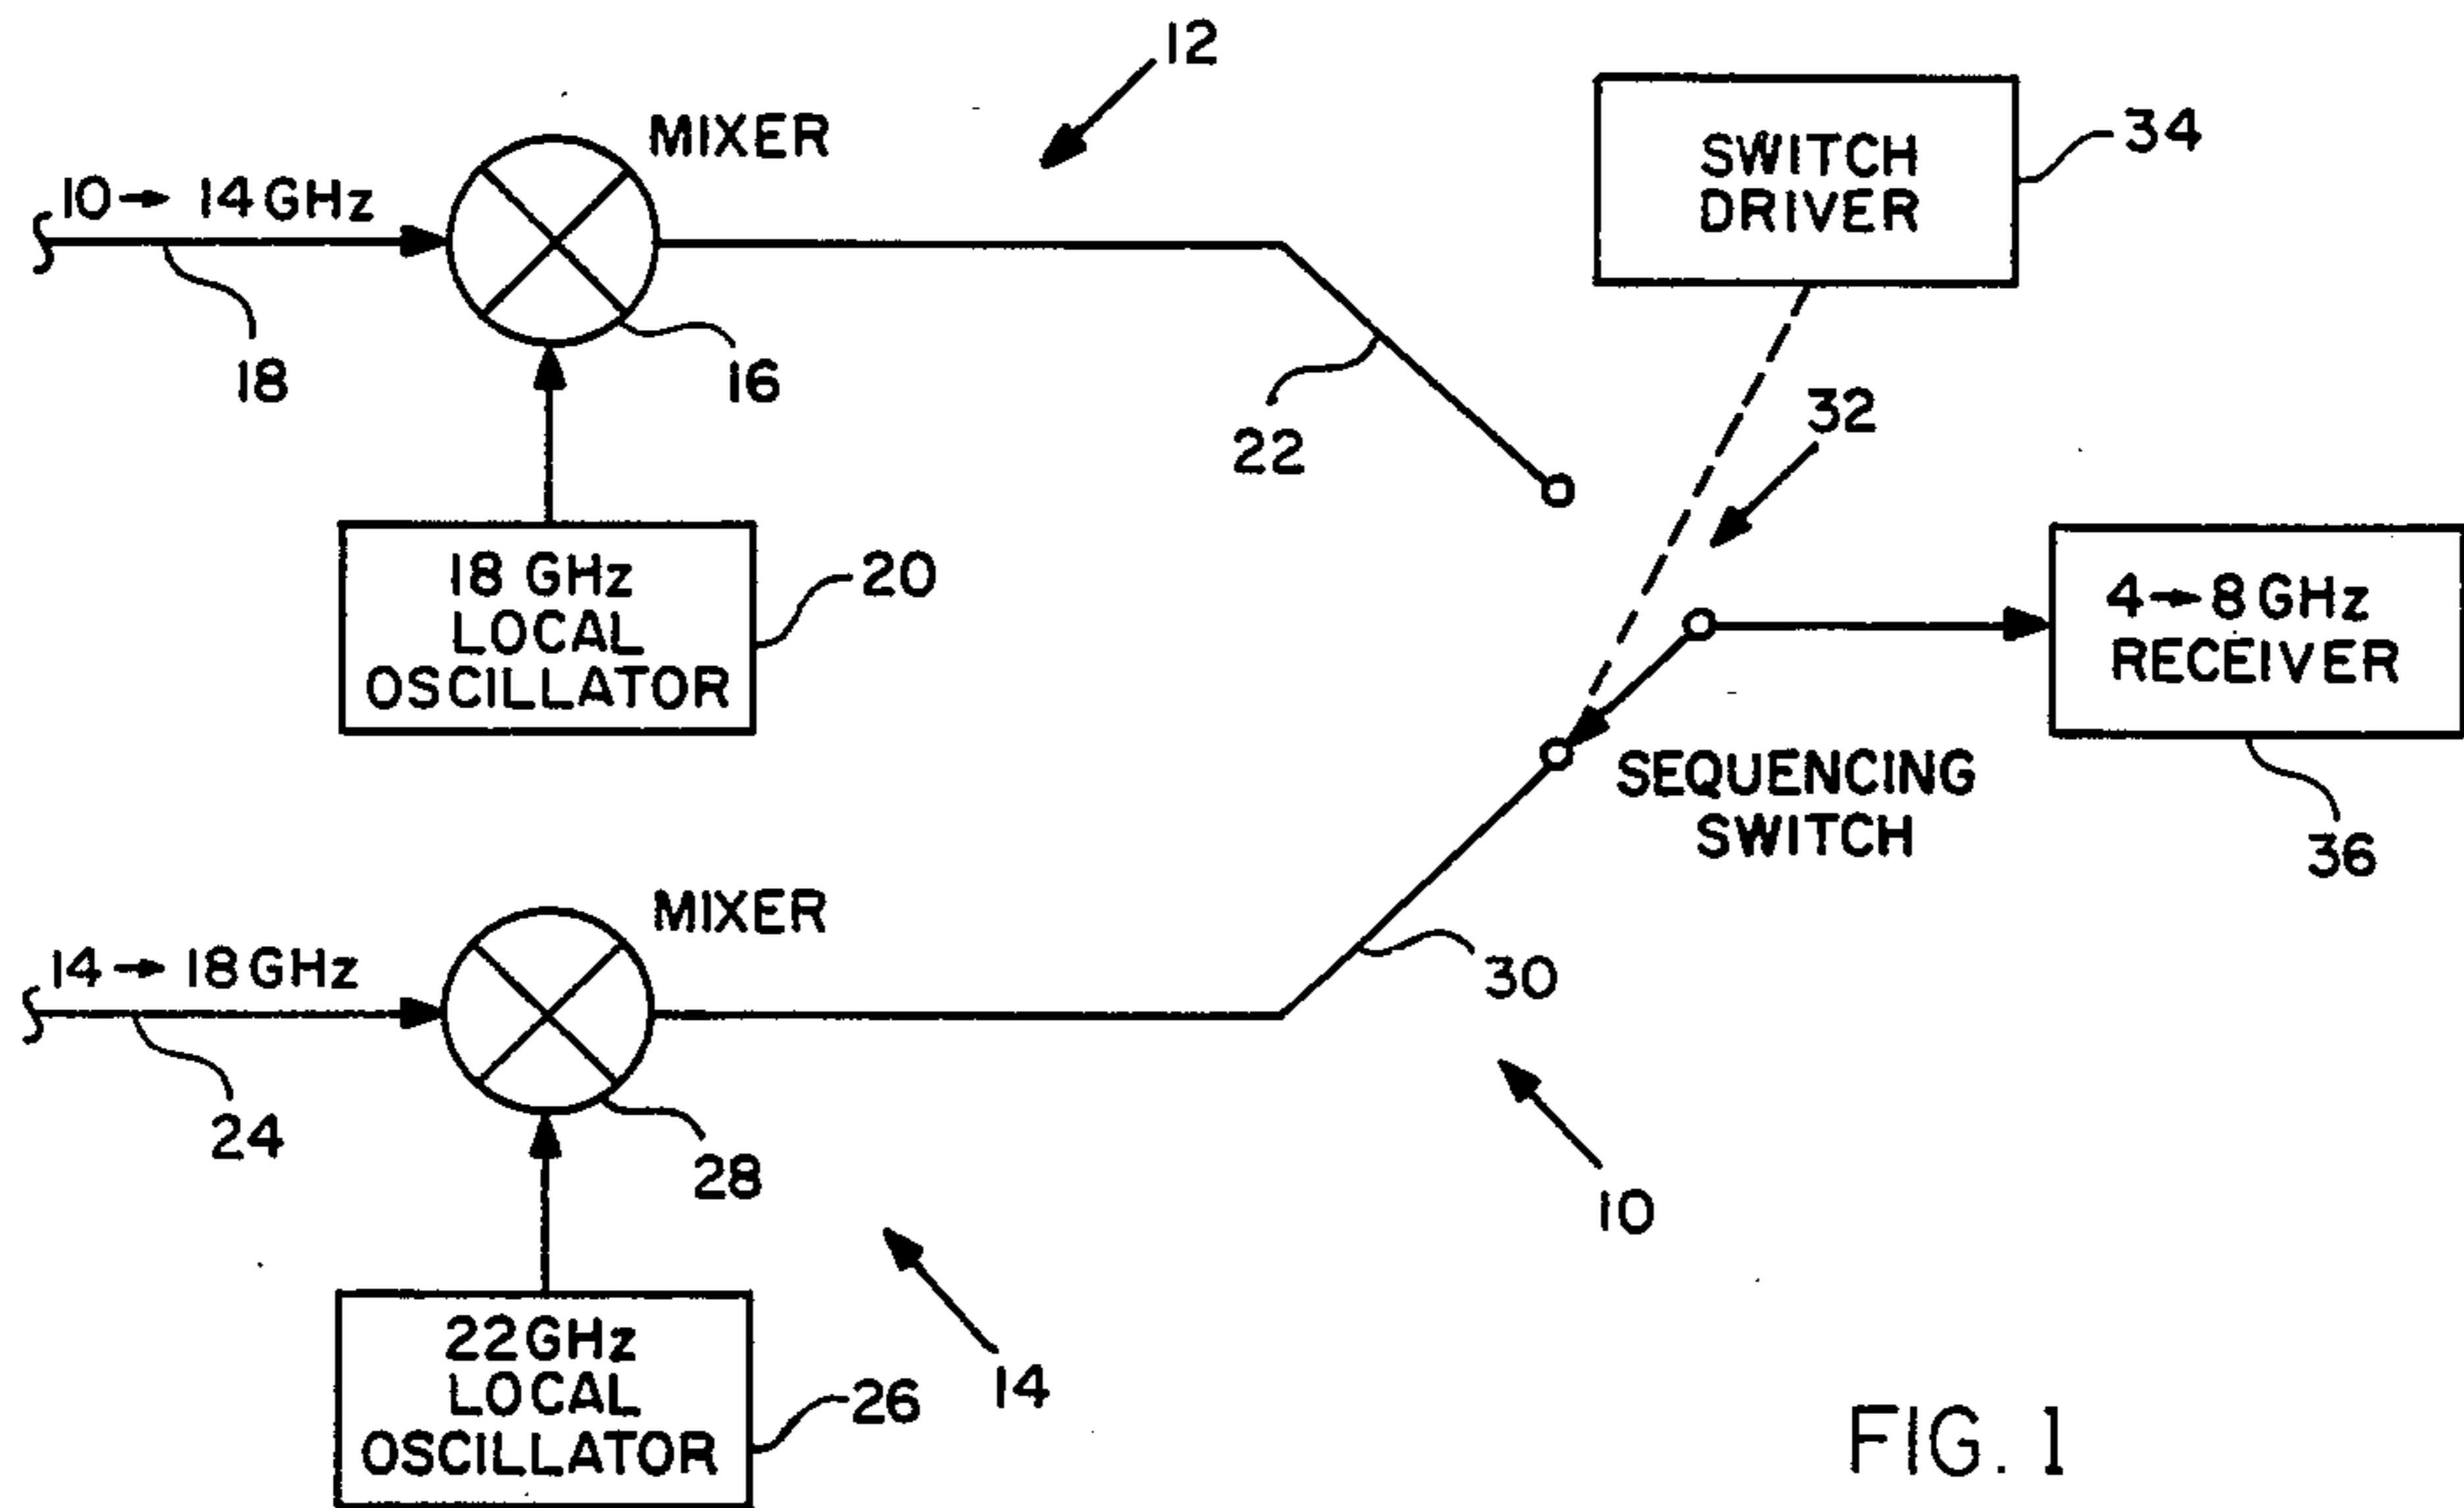 12
MIXER
10→14GHz
18
16
18 GHz
LOCAL
OSCILLATOR
20
22
SWITCH
DRIVER
34
32
4→8GHz
RECEIVER
36
SEQUENCING
SWITCH
MIXER
14→18GHz
24
28
30
10
22GHz
LOCAL
OSCILLATOR
26
14
FIG. 1